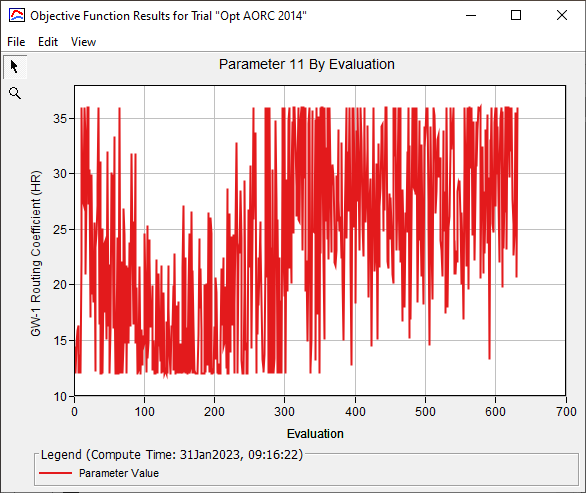 Objective Function Results for Trial "Opt AORC 2014"
File Edit View
Parameter 11 By Evaluation
GW-1 Routing Coefficient (HR)
35
30
25
20
15
10
0 100 200 300 400 500 600 700
Evaluation
Legend (Compute Time: 31Jan2023, 09:16:22)
Parameter Value